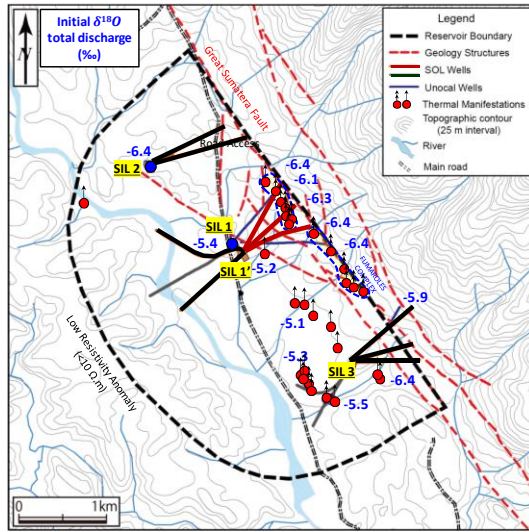 N
Initial δ¹⁸O
total discharge
(‰)
Legend
Reservoir Boundary
Geology Structures
SOL Wells
Unocal Wells
Thermal Manifestations
Topographic contour
(25 m interval)
River
Main road
Great Sumatera Fault
Road Access
-6.4
SIL 2
-6.4
-6.1
-6.3
-6.4
-6.4
SIL 1
-5.4
SIL 1'
-5.2
FUMAROLES
COMPLEX
-5.9
-5.1
-5.3
SIL 3
-6.4
-5.5
Low Resistivity Anomaly
(<10 Ω.m)
0
1km